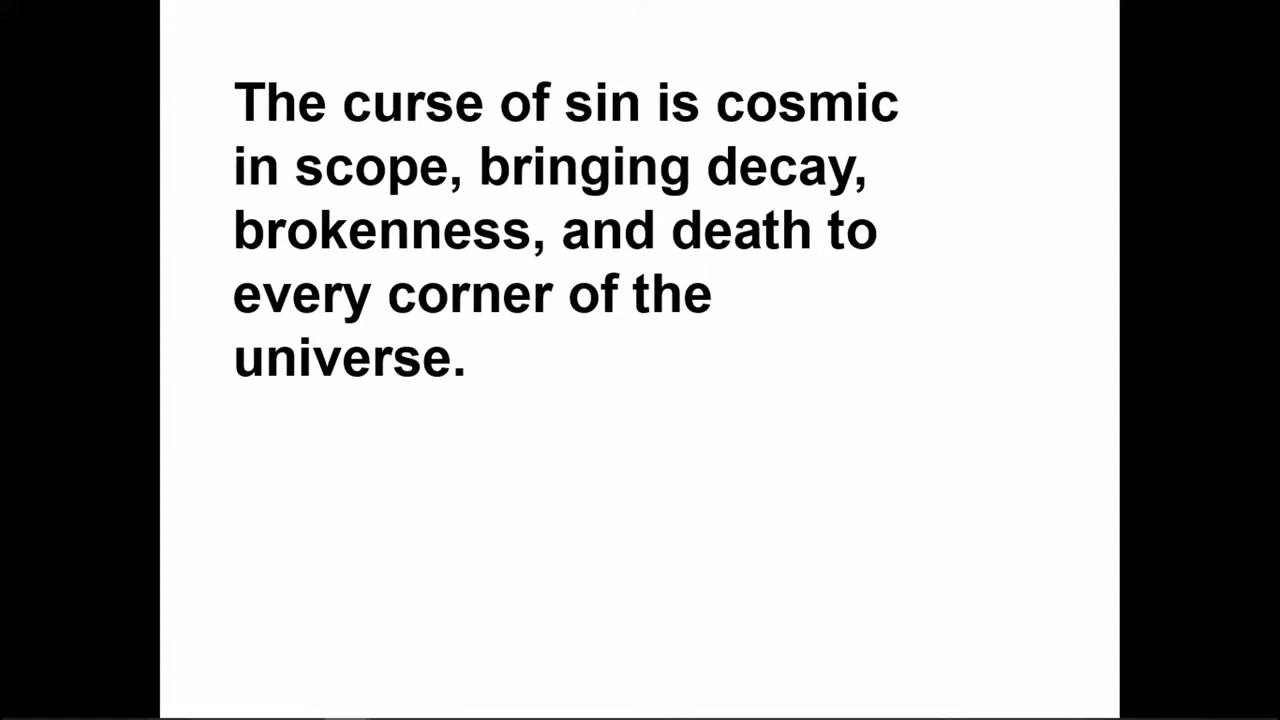 The curse of sin is cosmic
in scope, bringing decay,
brokenness, and death to
every corner of the
universe.